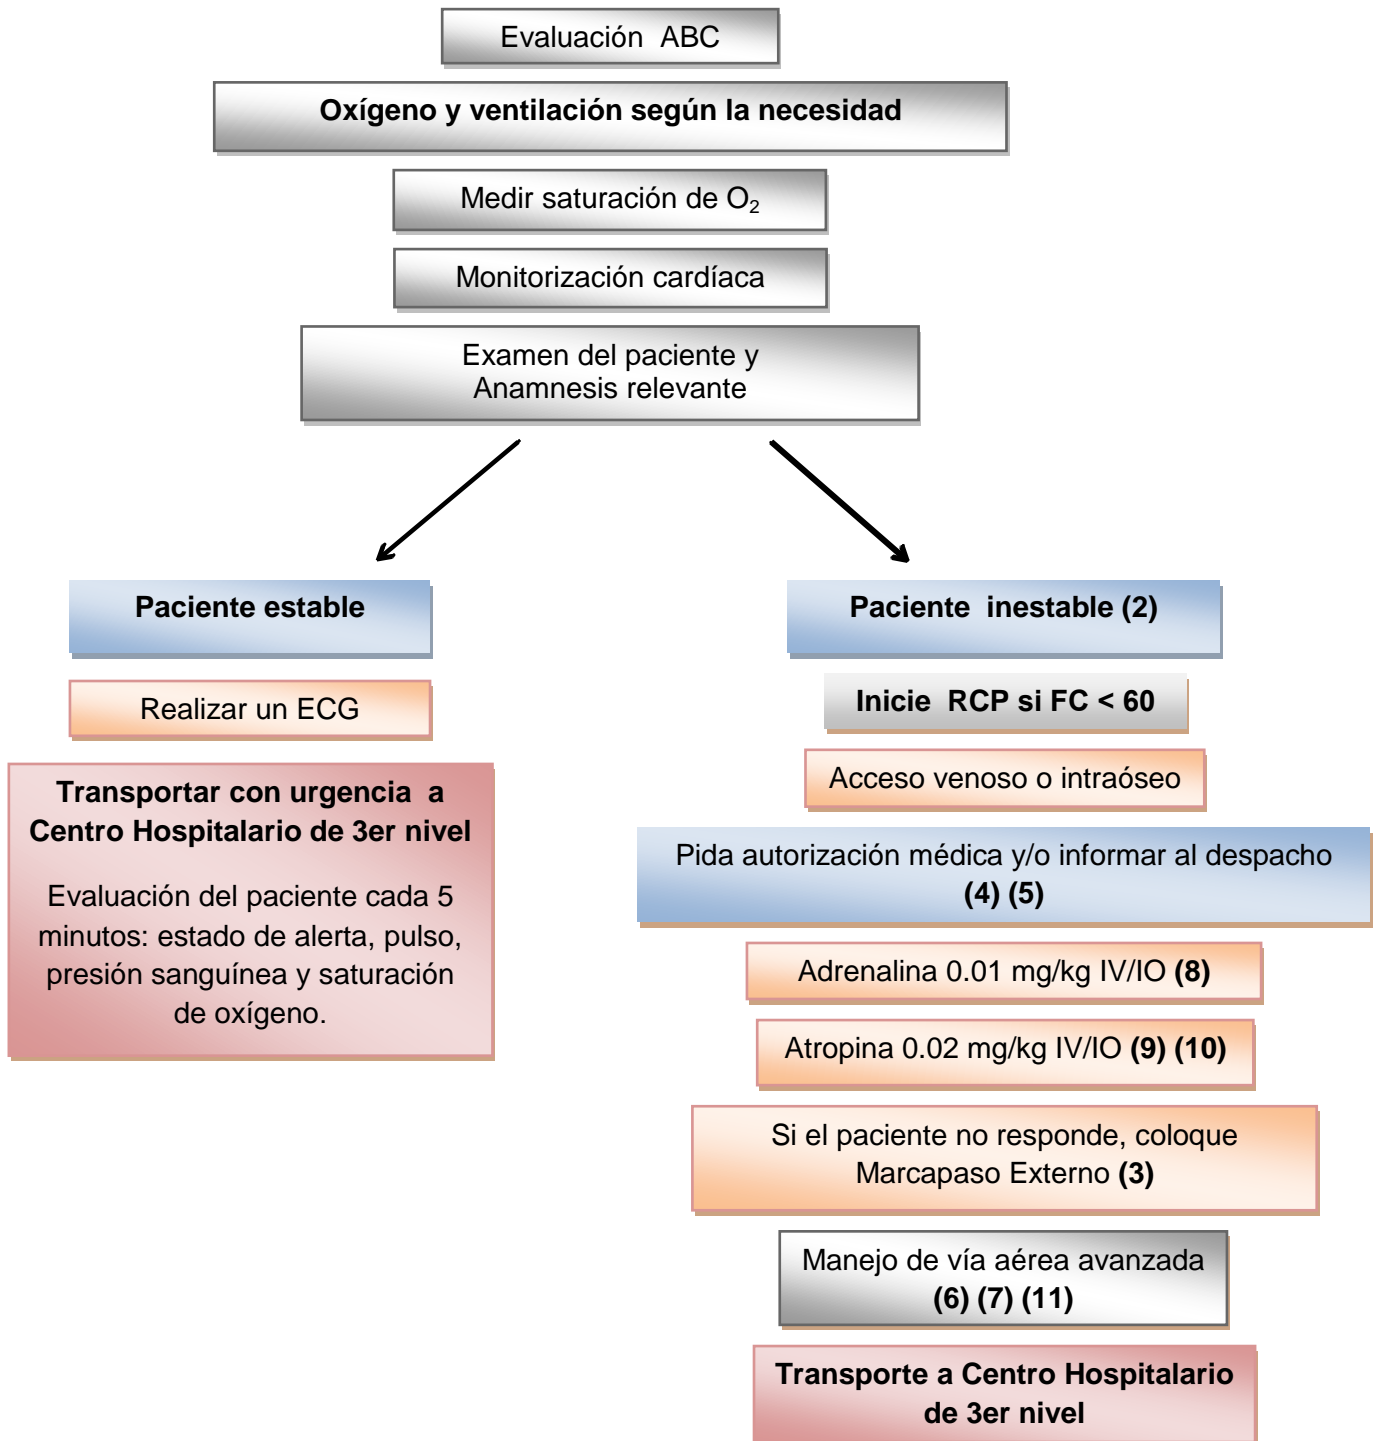 Evaluación ABC
Oxígeno y ventilación según la necesidad
Medir saturación de O₂
Monitorización cardíaca
Examen del paciente y
Anamnesis relevante
Paciente estable
Realizar un ECG
Transportar con urgencia a
Centro Hospitalario de 3er nivel
Evaluación del paciente cada 5
minutos: estado de alerta, pulso,
presión sanguínea y saturación
de oxígeno.
Paciente inestable (2)
Inicie RCP si FC < 60
Acceso venoso o intraóseo
Pida autorización médica y/o informar al despacho
(4) (5)
Adrenalina 0.01 mg/kg IV/IO (8)
Atropina 0.02 mg/kg IV/IO (9) (10)
Si el paciente no responde, coloque
Marcapaso Externo (3)
Manejo de vía aérea avanzada
(6) (7) (11)
Transporte a Centro Hospitalario
de 3er nivel